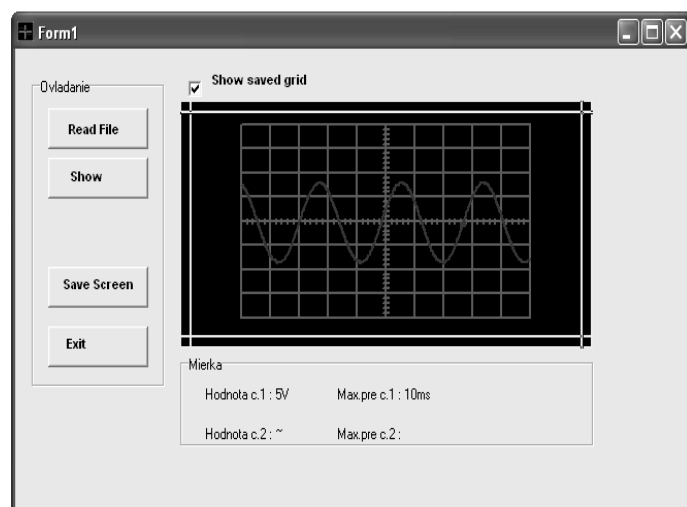 Form1
Ovladanie
Show saved grid
Read File
Show
Save Screen
Exit
Mierka
Hodnota c.1 : 5V Max.pre c.1 : 10ms
Hodnota c.2 : ~ Max.pre c.2 :